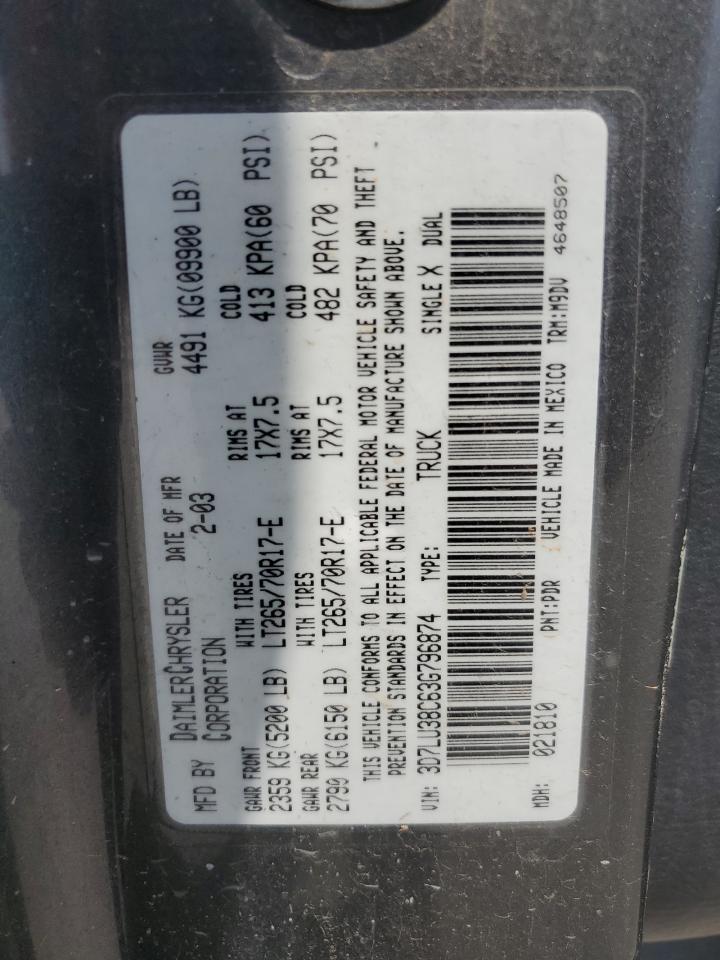 MFD BY DAIMLERCHRYSLER CORPORATION
DATE OF MFR 2-03
GVWR 4491 KG(09900 LB)
GAWR FRONT WITH TIRES RIMS AT COLD
2359 KG(5200 LB) LT265/70R17-E 17X7.5 413 KPA(60 PSI)
GAWR REAR WITH TIRES RIMS AT COLD
2790 KG(6150 LB) LT265/70R17-E 17X7.5 482 KPA(70 PSI)
THIS VEHICLE CONFORMS TO ALL APPLICABLE FEDERAL MOTOR VEHICLE SAFETY AND THEFT
PREVENTION STANDARDS IN EFFECT ON THE DATE OF MANUFACTURE SHOWN ABOVE.
VIN: 3D7LU38C63G796874 TYPE: TRUCK SINGLE X DUAL
MDH: 021810 PNT:PDR VEHICLE MADE IN MEXICO TRM:M9DV 4648507